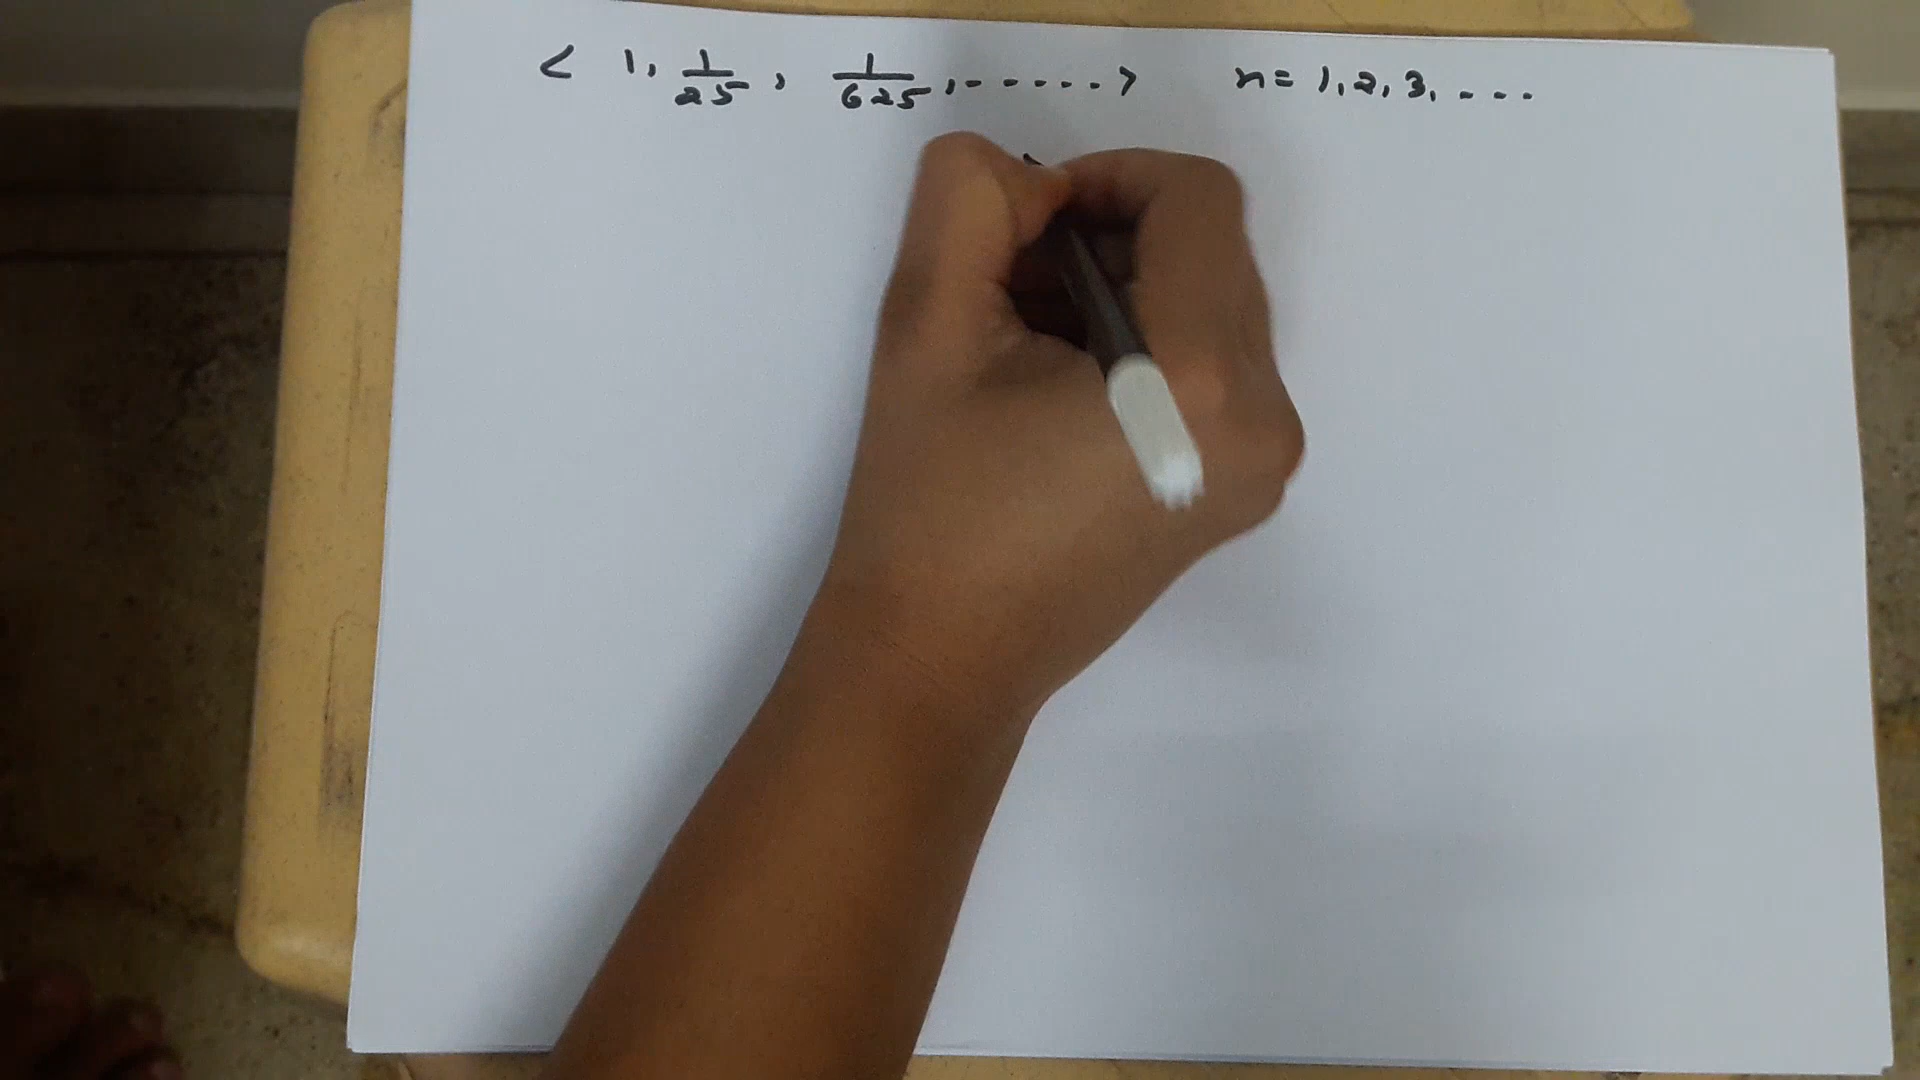 < 1, 1/25, 1/625, ..... > n = 1, 2, 3, ....